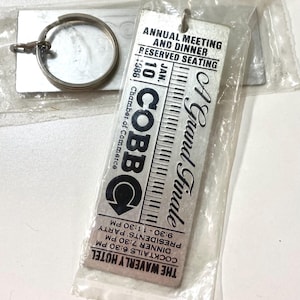 ANNUAL MEETING
AND DINNER
RESERVED SEATING
JAN.
10
1986
COBB
Chamber of Commerce
A Grand Finale
THE WAVERLY HOTEL
COCKTAILS 6:30 PM
DINNER 7:30 PM
PRESIDENTS' PARTY
9:30 - 11:30 PM